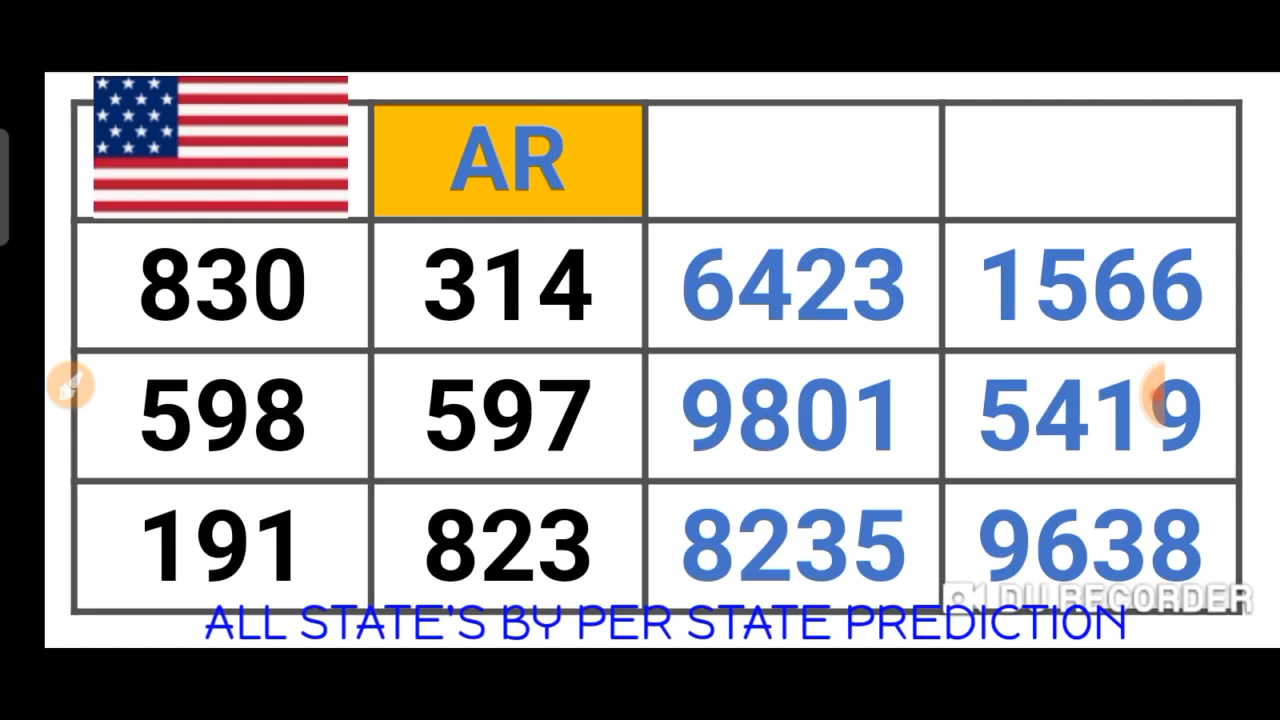 AR
830 314 6423 1566
598 597 9801 5419
191 823 8235 9638
DU RECORDER
ALL STATE'S BY PER STATE PREDICTION